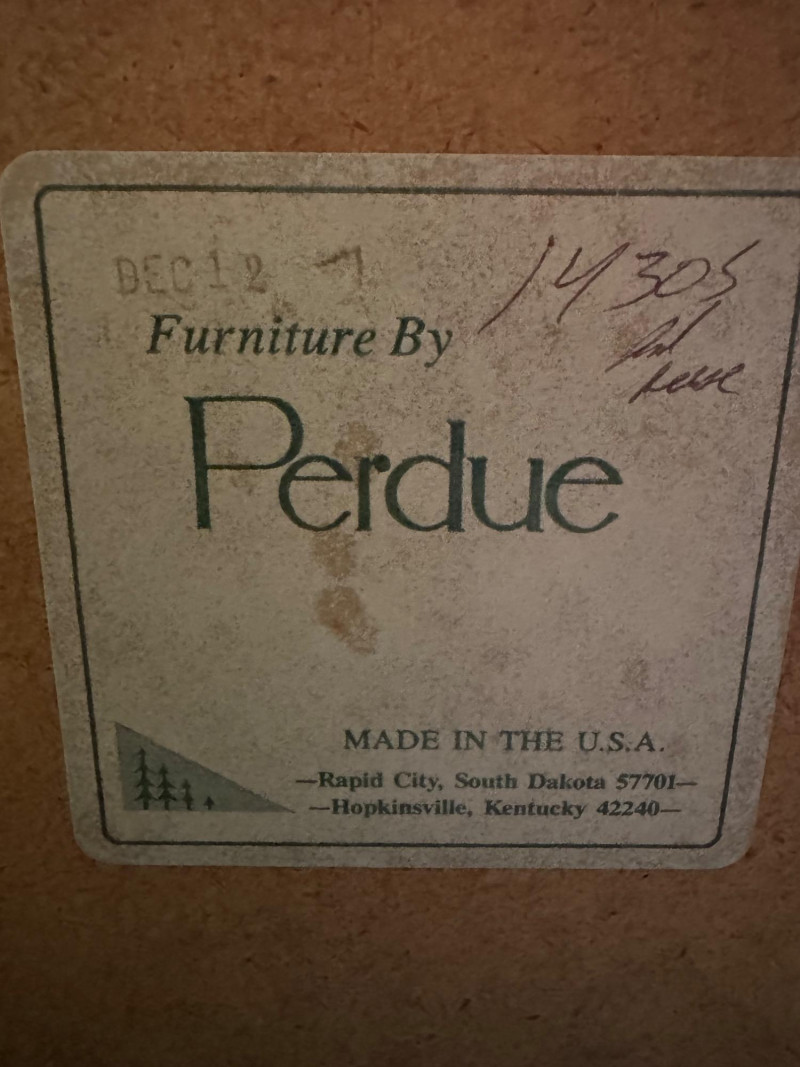 DEC 12
14305
Furniture By
Perdue
MADE IN THE U.S.A.
—Rapid City, South Dakota 57701—
—Hopkinsville, Kentucky 42240—